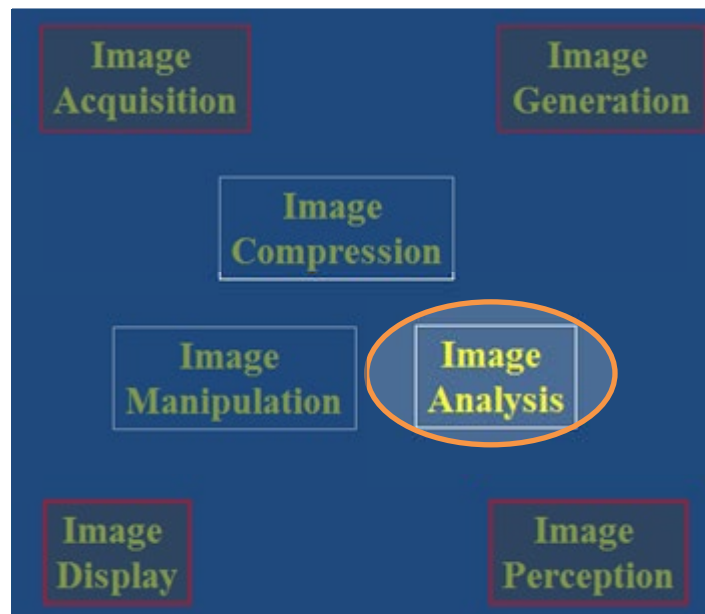 Image
Acquisition
Image
Generation
Image
Compression
Image
Manipulation
Image
Analysis
Image
Display
Image
Perception